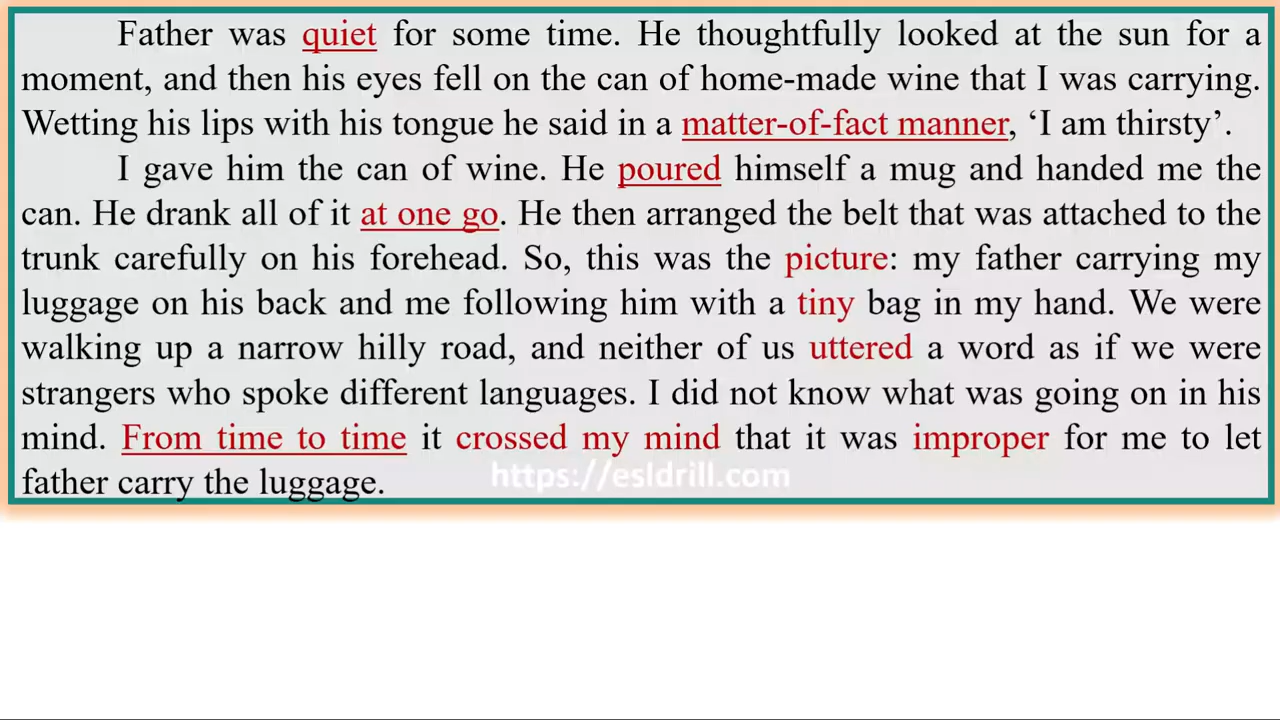 Father was quiet for some time. He thoughtfully looked at the sun for a
moment, and then his eyes fell on the can of home-made wine that I was carrying.
Wetting his lips with his tongue he said in a matter-of-fact manner, ‘I am thirsty’.
I gave him the can of wine. He poured himself a mug and handed me the
can. He drank all of it at one go. He then arranged the belt that was attached to the
trunk carefully on his forehead. So, this was the picture: my father carrying my
luggage on his back and me following him with a tiny bag in my hand. We were
walking up a narrow hilly road, and neither of us uttered a word as if we were
strangers who spoke different languages. I did not know what was going on in his
mind. From time to time it crossed my mind that it was improper for me to let
father carry the luggage.
https://esldrill.com